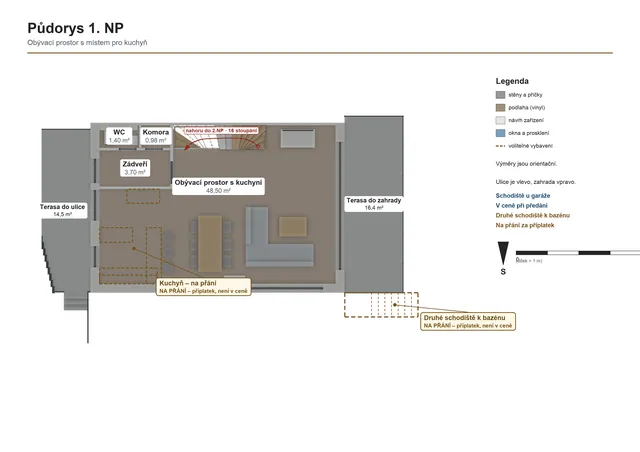 Půdorys 1. NP
Obývací prostor s místem pro kuchyň
Legenda
stěny a příčky
podlaha (vinyl)
návrh zařízení
okna a prosklení
volitelné vybavení
Výměry jsou orientační.
Ulice je vlevo, zahrada vpravo.
Schodiště u garáže
V ceně při předání
Druhé schodiště k bazénu
Na přání za příplatek
S
WC
1,40 m²
Komora
0,98 m²
nahoru do 2.NP - 16 stoupání
Zádveří
3,70 m²
Obývací prostor s kuchyní
48,50 m²
Terasa do ulice
14,5 m²
Terasa do zahrady
16,4 m²
Kuchyň – na přání
NA PŘÁNÍ – příplatek, není v ceně
Druhé schodiště k bazénu
NA PŘÁNÍ – příplatek, není v ceně